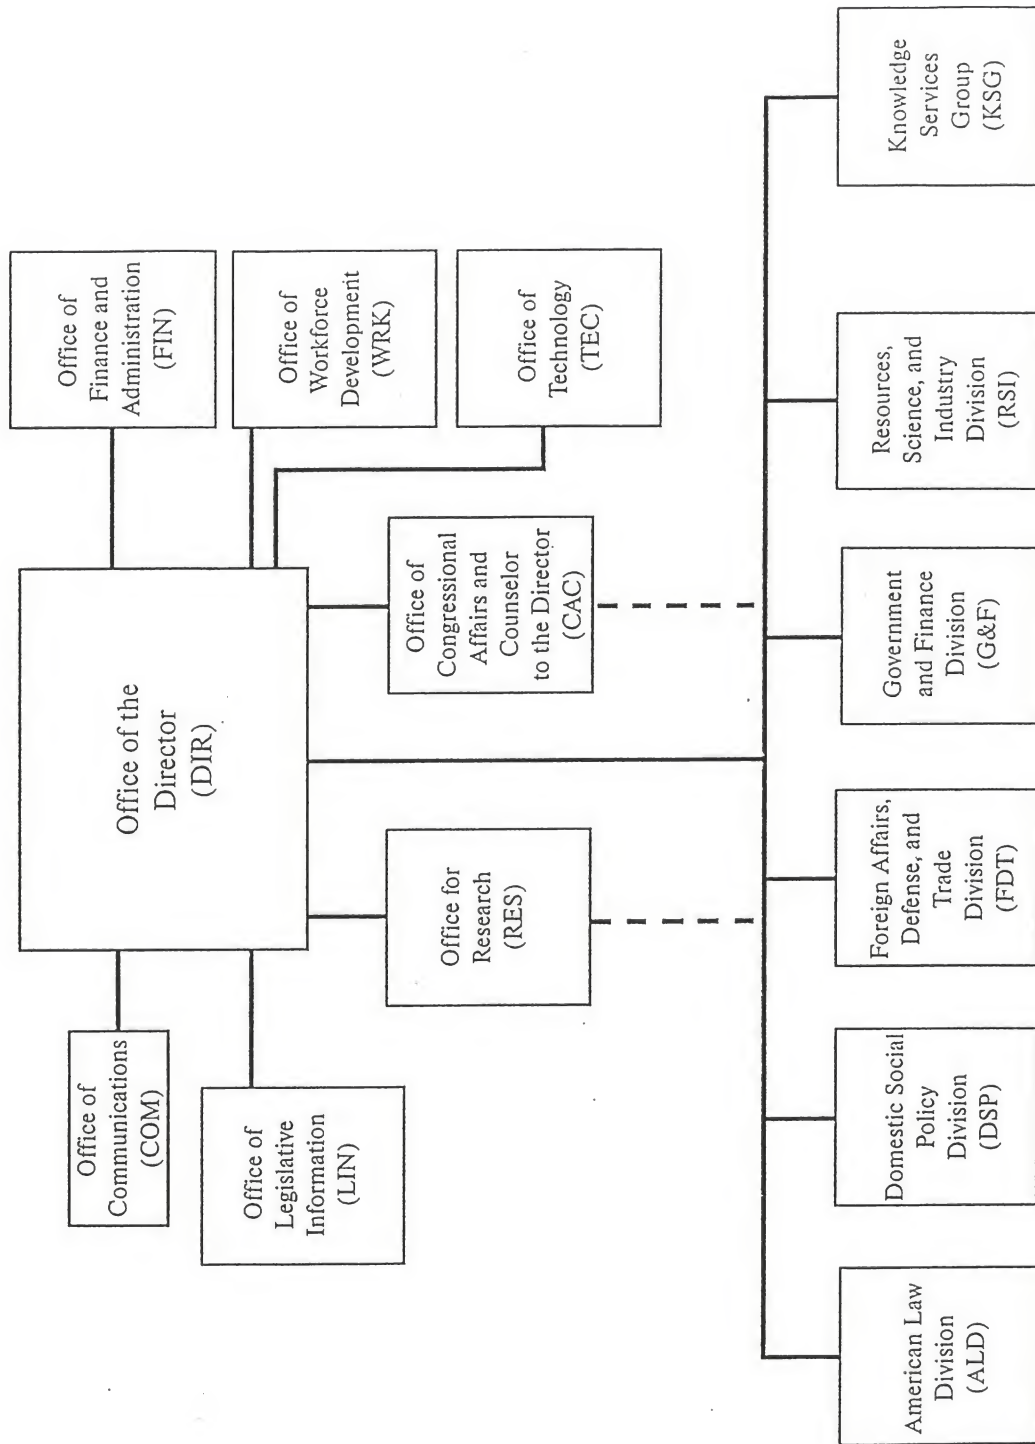 Office of the
Director
(DIR)
Office of
Communications
(COM)
Office of
Legislative
Information
(LIN)
Office of
Finance and
Administration
(FIN)
Office of
Workforce
Development
(WRK)
Office of
Technology
(TEC)
Office for
Research
(RES)
Office of
Congressional
Affairs and
Counselor
to the Director
(CAC)
American Law
Division
(ALD)
Domestic Social
Policy
Division
(DSP)
Foreign Affairs,
Defense, and
Trade
Division
(FDT)
Government
and Finance
Division
(G&F)
Resources,
Science, and
Industry
Division
(RSI)
Knowledge
Services
Group
(KSG)